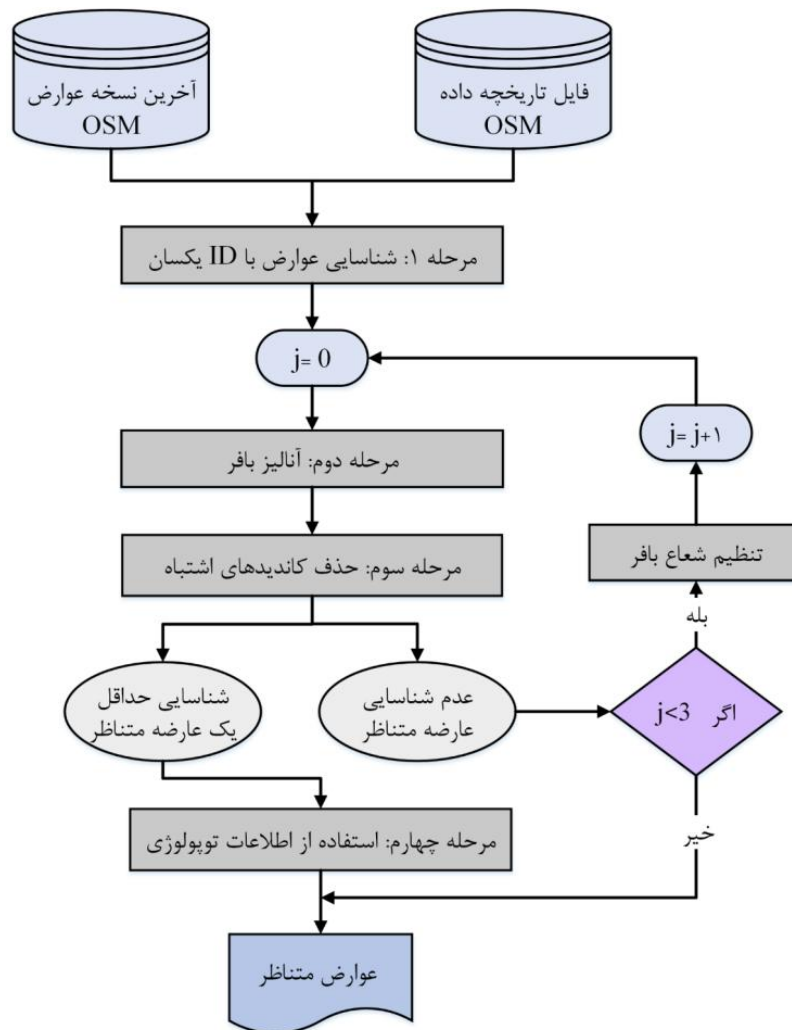 فایل تاریخچه داده
OSM
آخرین نسخه عوارض
OSM
مرحله ۱: شناسایی عوارض با ID یکسان
j= 0
j= j+۱
مرحله دوم: آنالیز بافر
تنظیم شعاع بافر
مرحله سوم: حذف کاندیدهای اشتباه
بله
عدم شناسایی
عارضه متناظر
شناسایی حداقل
یک عارضه متناظر
اگر j<3
خیر
مرحله چهارم: استفاده از اطلاعات توپولوژی
عوارض متناظر